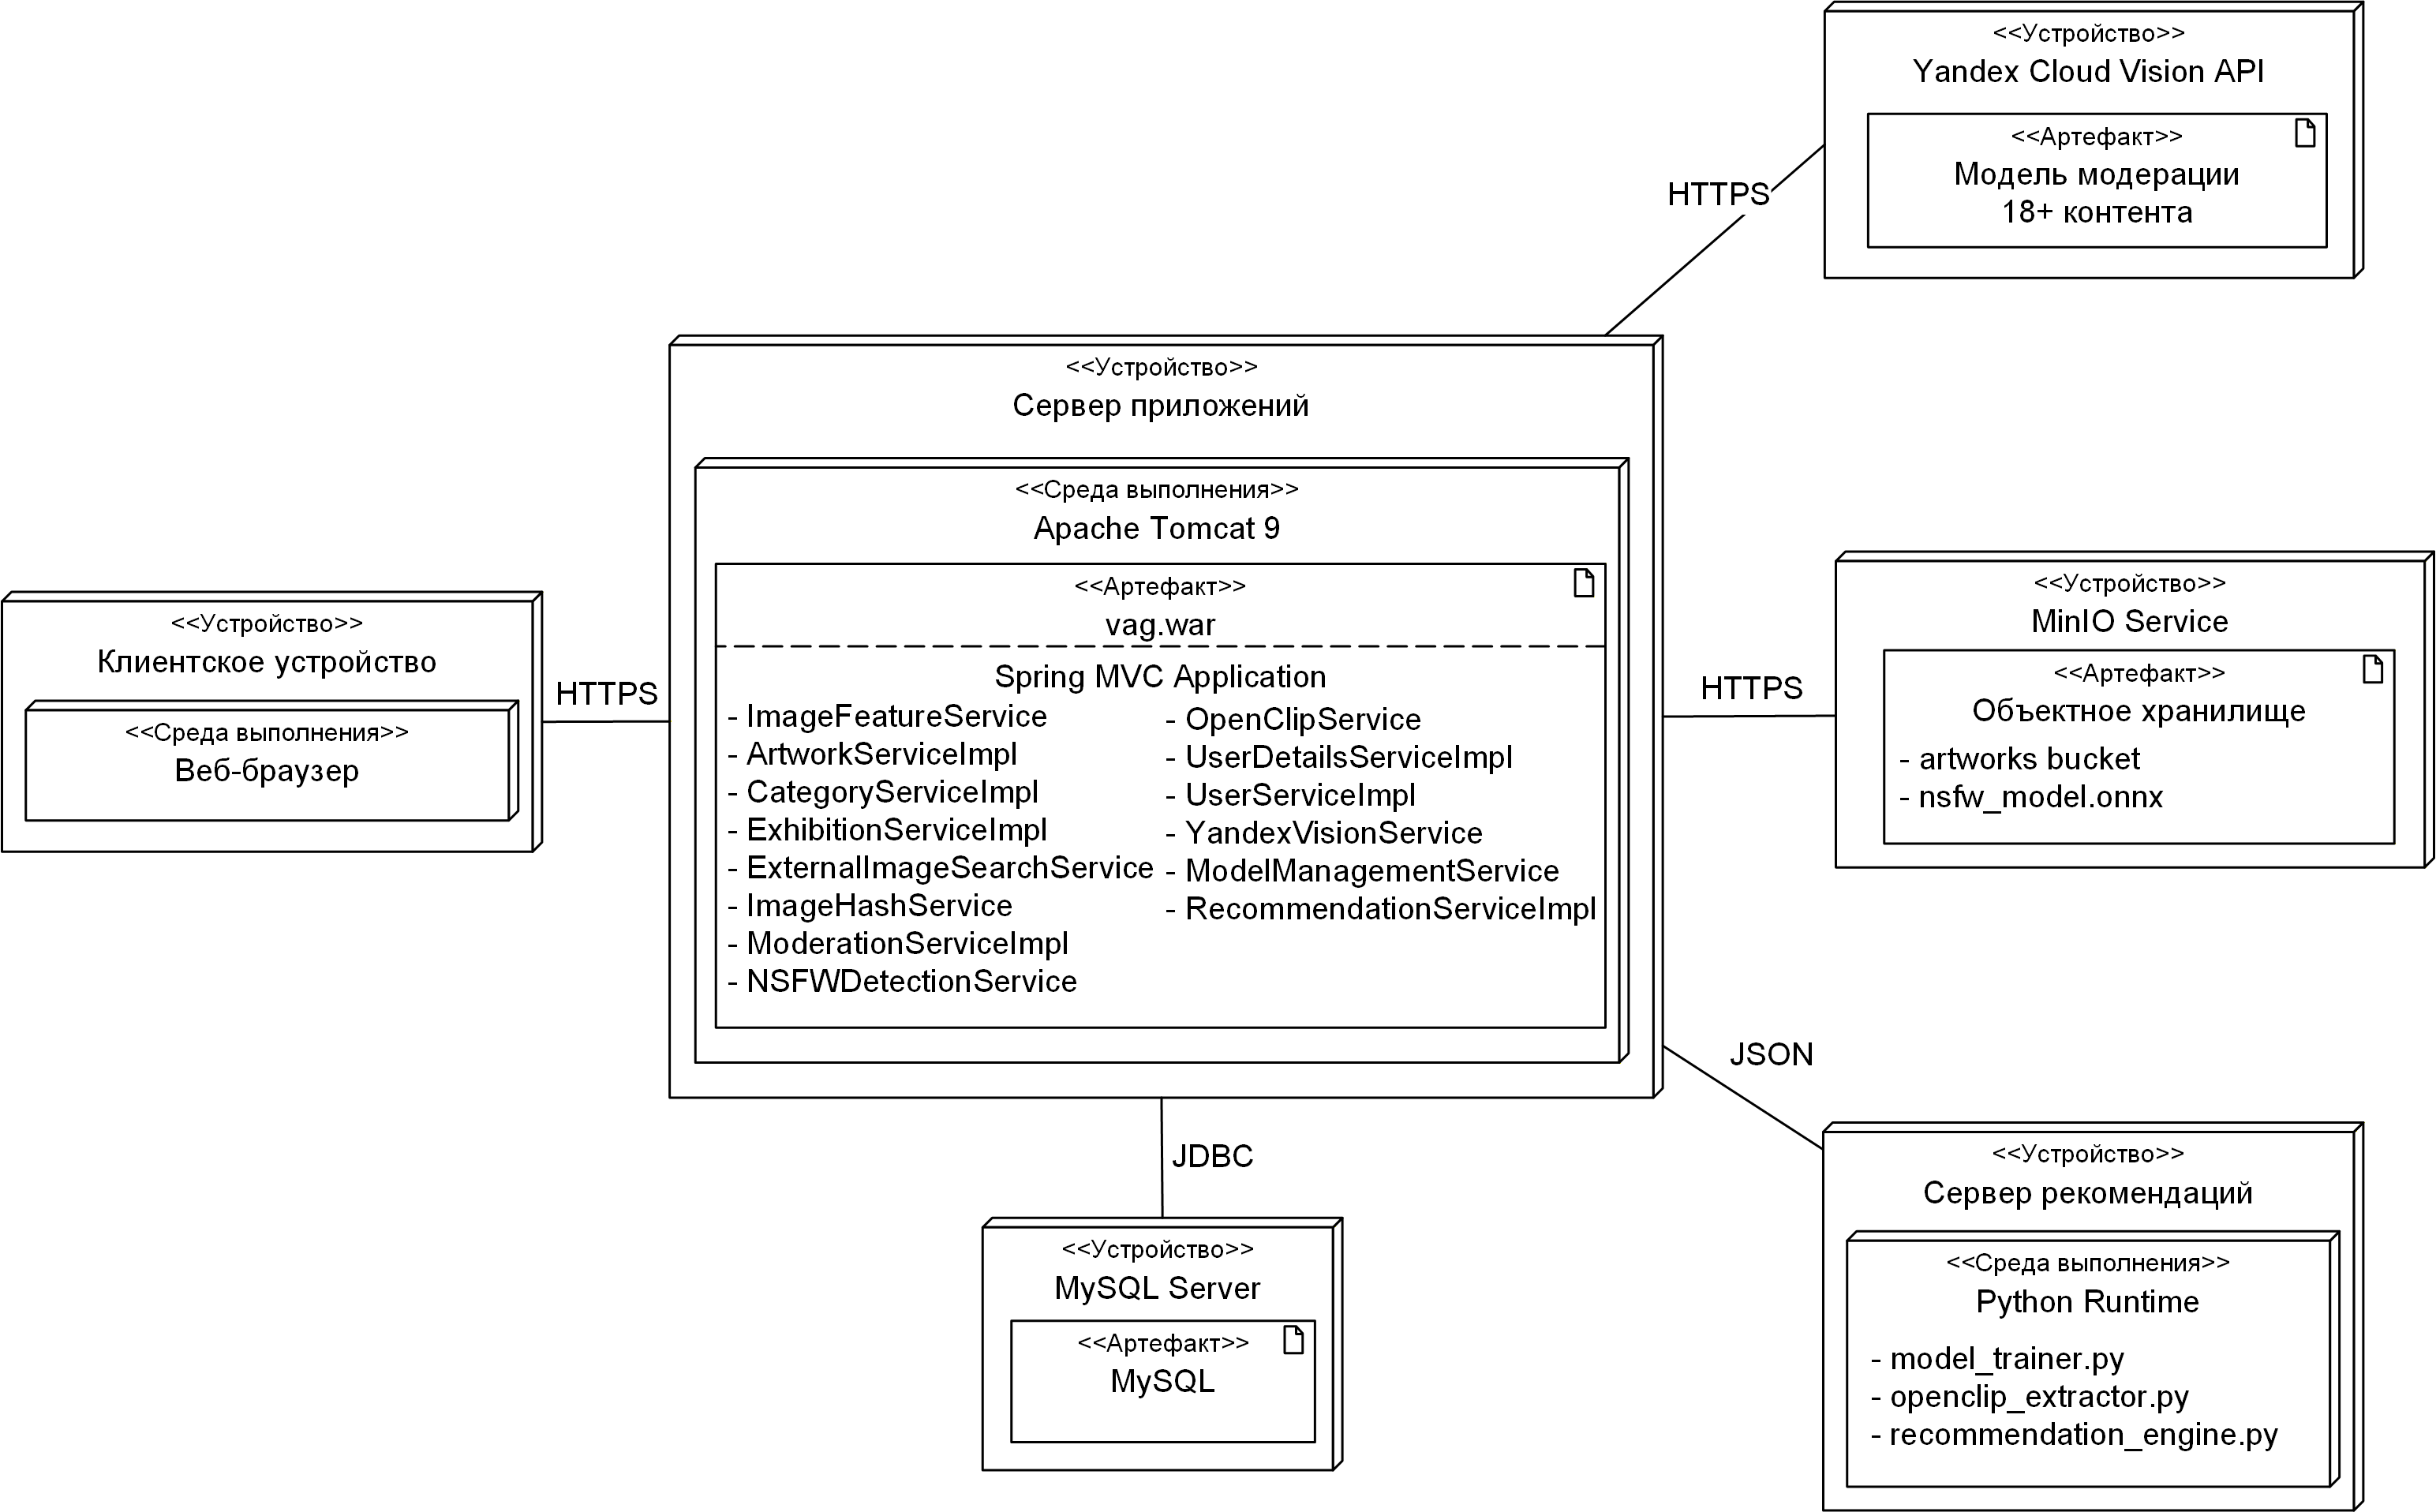 <<Устройство>>
Yandex Cloud Vision API
<<Артефакт>>
Модель модерации
18+ контента
HTTPS
<<Устройство>>
Сервер приложений
<<Среда выполнения>>
Apache Tomcat 9
<<Артефакт>>
vag.war
Spring MVC Application
- ImageFeatureService
- ArtworkServiceImpl
- CategoryServiceImpl
- ExhibitionServiceImpl
- ExternalImageSearchService
- ImageHashService
- ModerationServiceImpl
- NSFWDetectionService
- OpenClipService
- UserDetailsServiceImpl
- UserServiceImpl
- YandexVisionService
- ModelManagementService
- RecommendationServiceImpl
<<Устройство>>
Клиентское устройство
<<Среда выполнения>>
Веб-браузер
HTTPS
HTTPS
<<Устройство>>
MinIO Service
<<Артефакт>>
Объектное хранилище
- artworks bucket
- nsfw_model.onnx
JSON
JDBC
<<Устройство>>
MySQL Server
<<Артефакт>>
MySQL
<<Устройство>>
Сервер рекомендаций
<<Среда выполнения>>
Python Runtime
- model_trainer.py
- openclip_extractor.py
- recommendation_engine.py